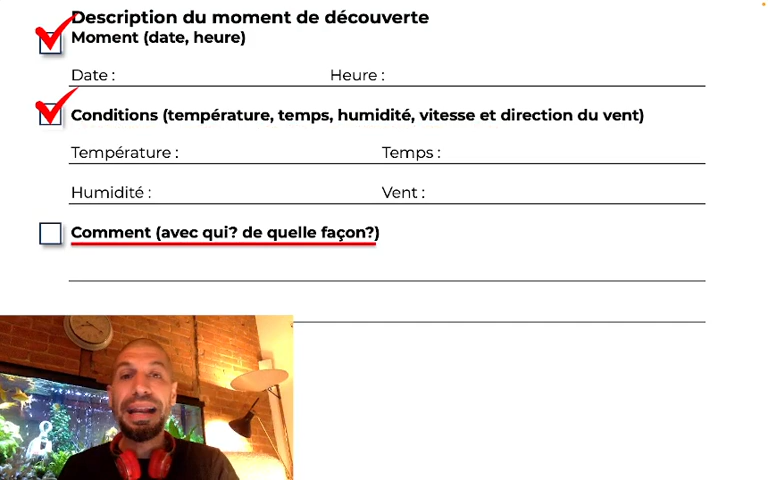 Description du moment de découverte
Moment (date, heure)
Date :
Heure :
Conditions (température, temps, humidité, vitesse et direction du vent)
Température :
Temps :
Humidité :
Vent :
Comment (avec qui? de quelle façon?)